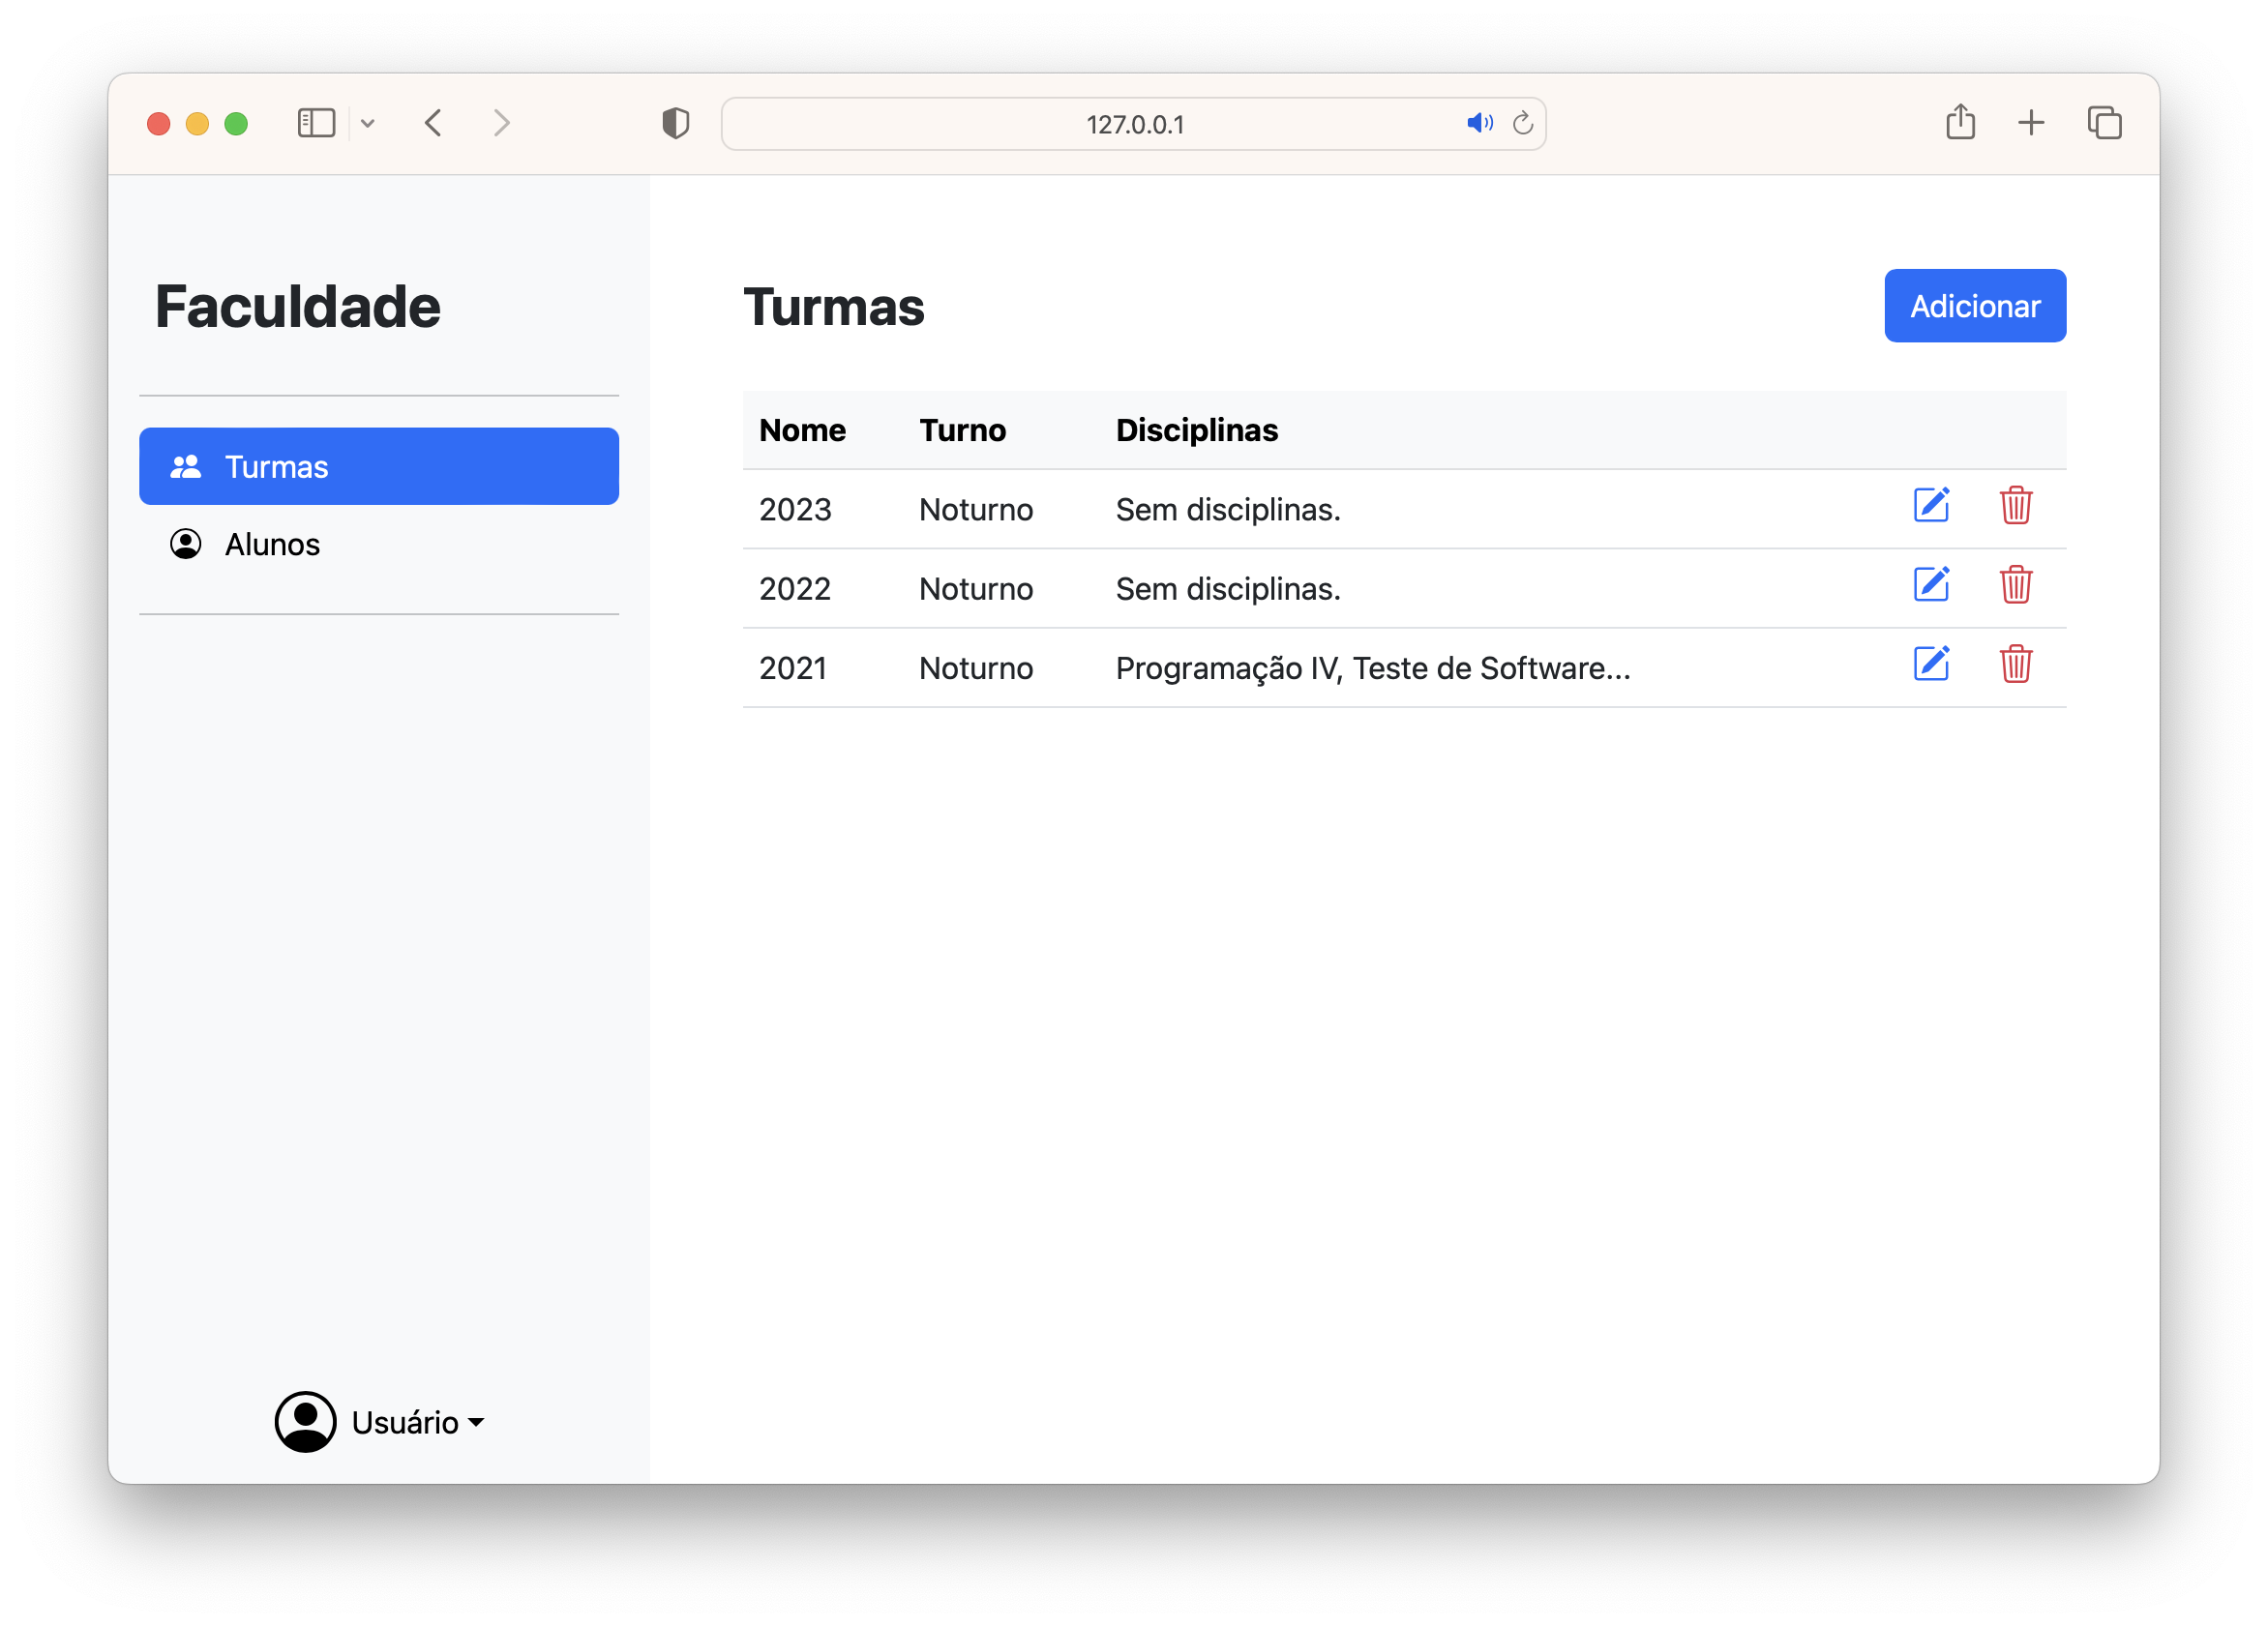 127.0.0.1
Faculdade
Turmas
Alunos
Usuário
Turmas
Adicionar
Nome Turno Disciplinas
2023 Noturno Sem disciplinas.
2022 Noturno Sem disciplinas.
2021 Noturno Programação IV, Teste de Software...